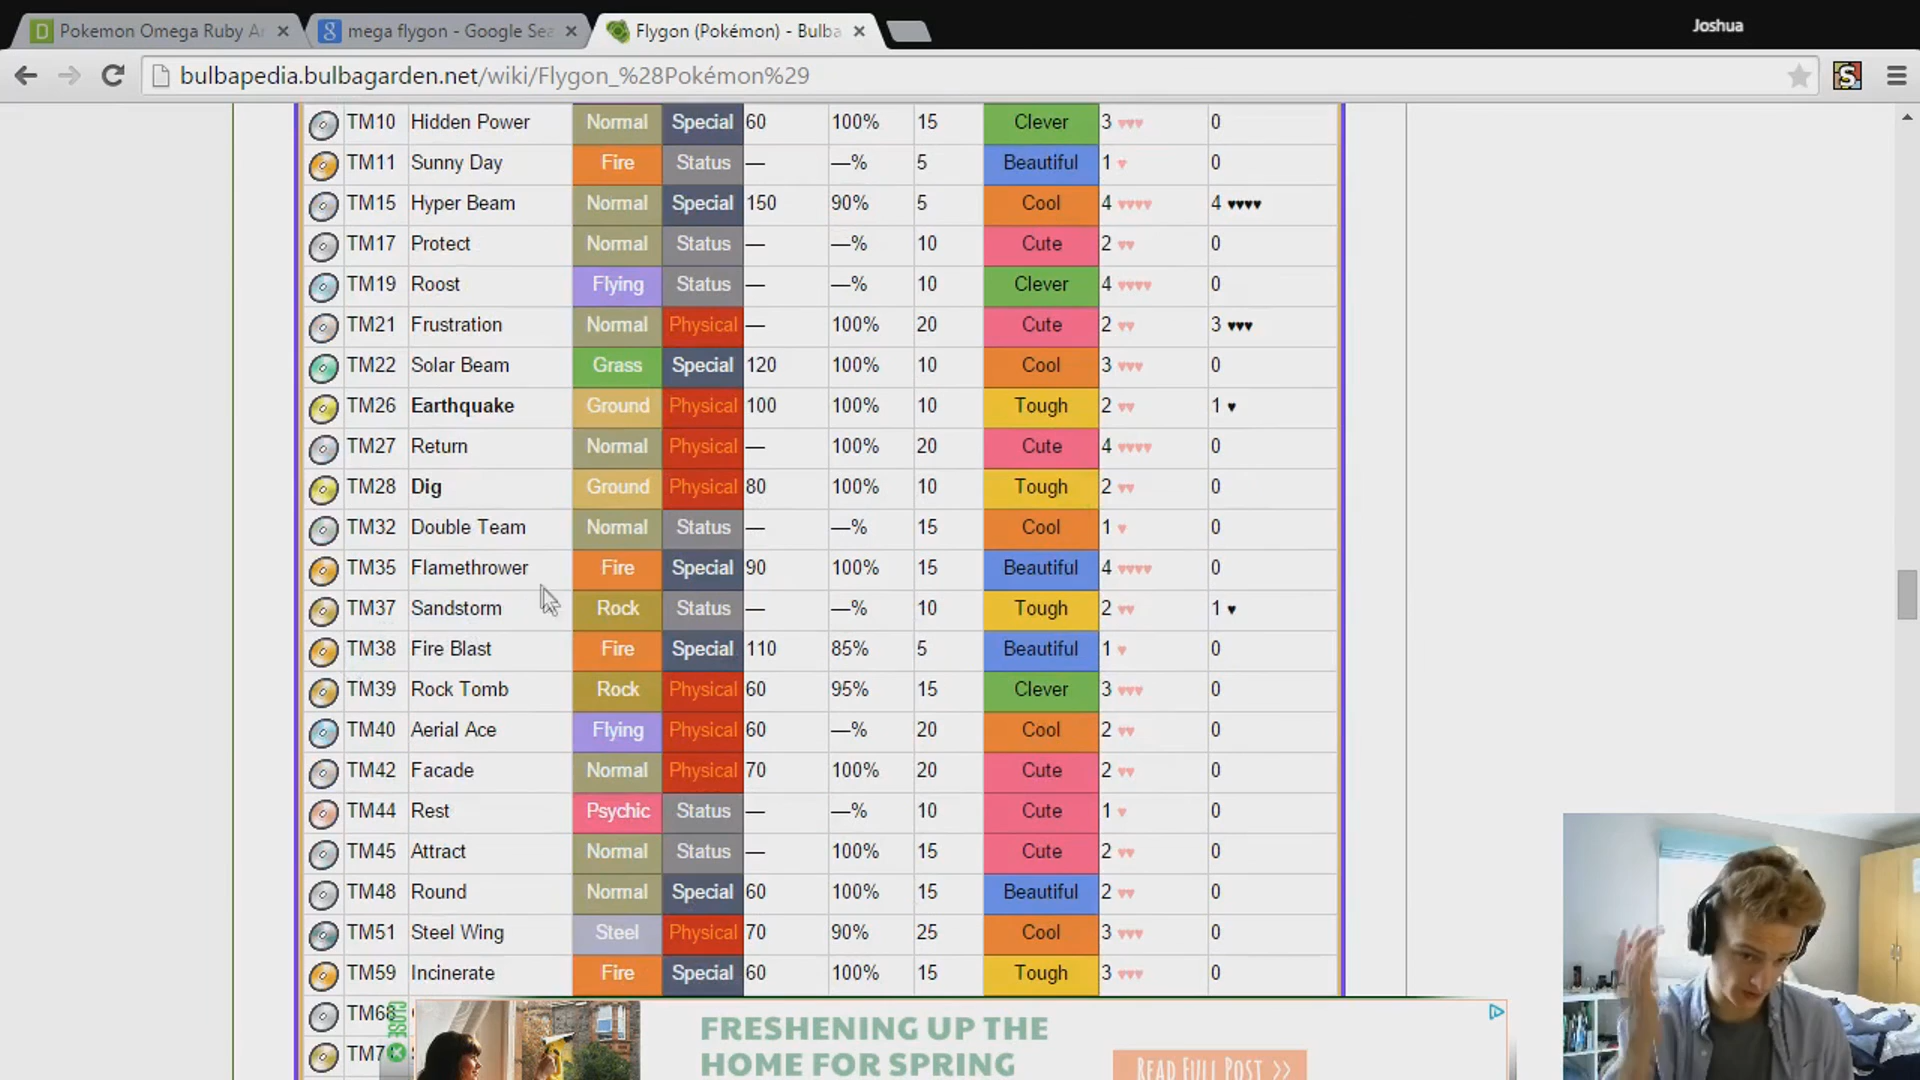 Pokemon Omega Ruby A
mega flygon - Google Sea
Flygon (Pokémon) - Bulba
Joshua
bulbapedia.bulbagarden.net/wiki/Flygon_%28Pokémon%29
TM10 Hidden Power Normal Special 60 100% 15 Clever 3 ♥♥♥ 0
TM11 Sunny Day Fire Status — —% 5 Beautiful 1 ♥ 0
TM15 Hyper Beam Normal Special 150 90% 5 Cool 4 ♥♥♥♥ 4 ♥♥♥♥
TM17 Protect Normal Status — —% 10 Cute 2 ♥♥ 0
TM19 Roost Flying Status — —% 10 Clever 4 ♥♥♥♥ 0
TM21 Frustration Normal Physical — 100% 20 Cute 2 ♥♥ 3 ♥♥♥
TM22 Solar Beam Grass Special 120 100% 10 Cool 3 ♥♥♥ 0
TM26 Earthquake Ground Physical 100 100% 10 Tough 2 ♥♥ 1 ♥
TM27 Return Normal Physical — 100% 20 Cute 4 ♥♥♥♥ 0
TM28 Dig Ground Physical 80 100% 10 Tough 2 ♥♥ 0
TM32 Double Team Normal Status — —% 15 Cool 1 ♥ 0
TM35 Flamethrower Fire Special 90 100% 15 Beautiful 4 ♥♥♥♥ 0
TM37 Sandstorm Rock Status — —% 10 Tough 2 ♥♥ 1 ♥
TM38 Fire Blast Fire Special 110 85% 5 Beautiful 1 ♥ 0
TM39 Rock Tomb Rock Physical 60 95% 15 Clever 3 ♥♥♥ 0
TM40 Aerial Ace Flying Physical 60 —% 20 Cool 2 ♥♥ 0
TM42 Facade Normal Physical 70 100% 20 Cute 2 ♥♥ 0
TM44 Rest Psychic Status — —% 10 Cute 1 ♥ 0
TM45 Attract Normal Status — 100% 15 Cute 2 ♥♥ 0
TM48 Round Normal Special 60 100% 15 Beautiful 2 ♥♥ 0
TM51 Steel Wing Steel Physical 70 90% 25 Cool 3 ♥♥♥ 0
TM59 Incinerate Fire Special 60 100% 15 Tough 3 ♥♥♥ 0
TM68
TM7
CLOSE
FRESHENING UP THE
HOME FOR SPRING
READ FULL POST >>